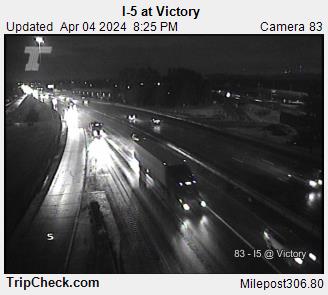 I-5 at Victory
Updated Apr 04 2024 8:25 PM Camera 83
T
S
83 - I5 @ Victory
TripCheck.com Milepost306.80